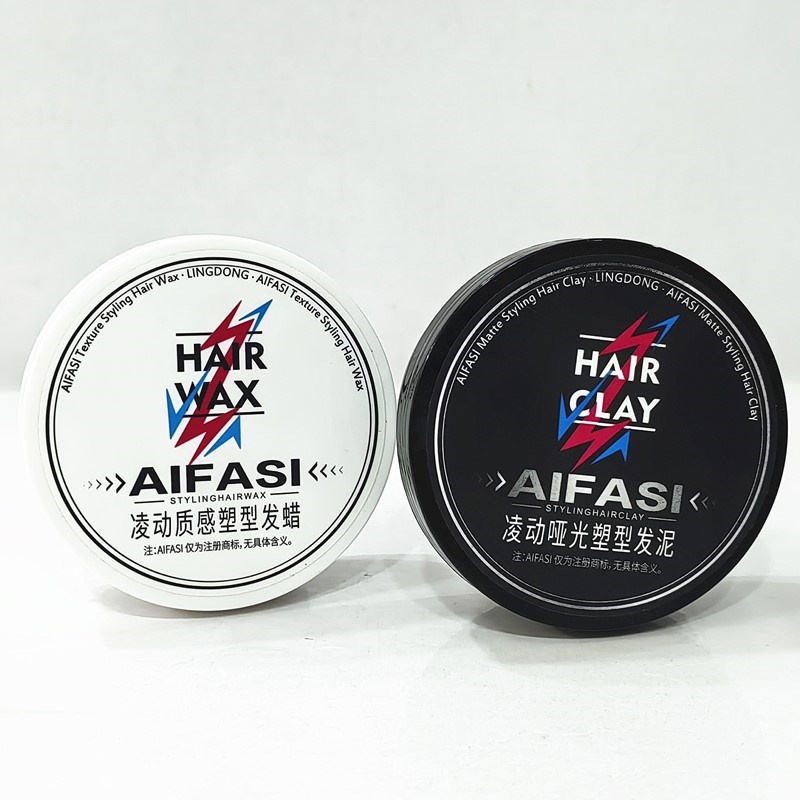 AIFASI Texture Styling Hair Wax · LINGDONG · AIFASI Texture Styling Hair Wax
HAIR
WAX
AIFASI
STYLINGHAIRWAX
凌动质感塑型发蜡
注:AIFASI 仅为注册商标,无具体含义。
AIFASI Matte Styling Hair Clay · LINGDONG · AIFASI Matte Styling Hair Clay
HAIR
CLAY
AIFASI
STYLINGHAIRCLAY
凌动哑光塑型发泥
注:AIFASI 仅为注册商标,无具体含义。